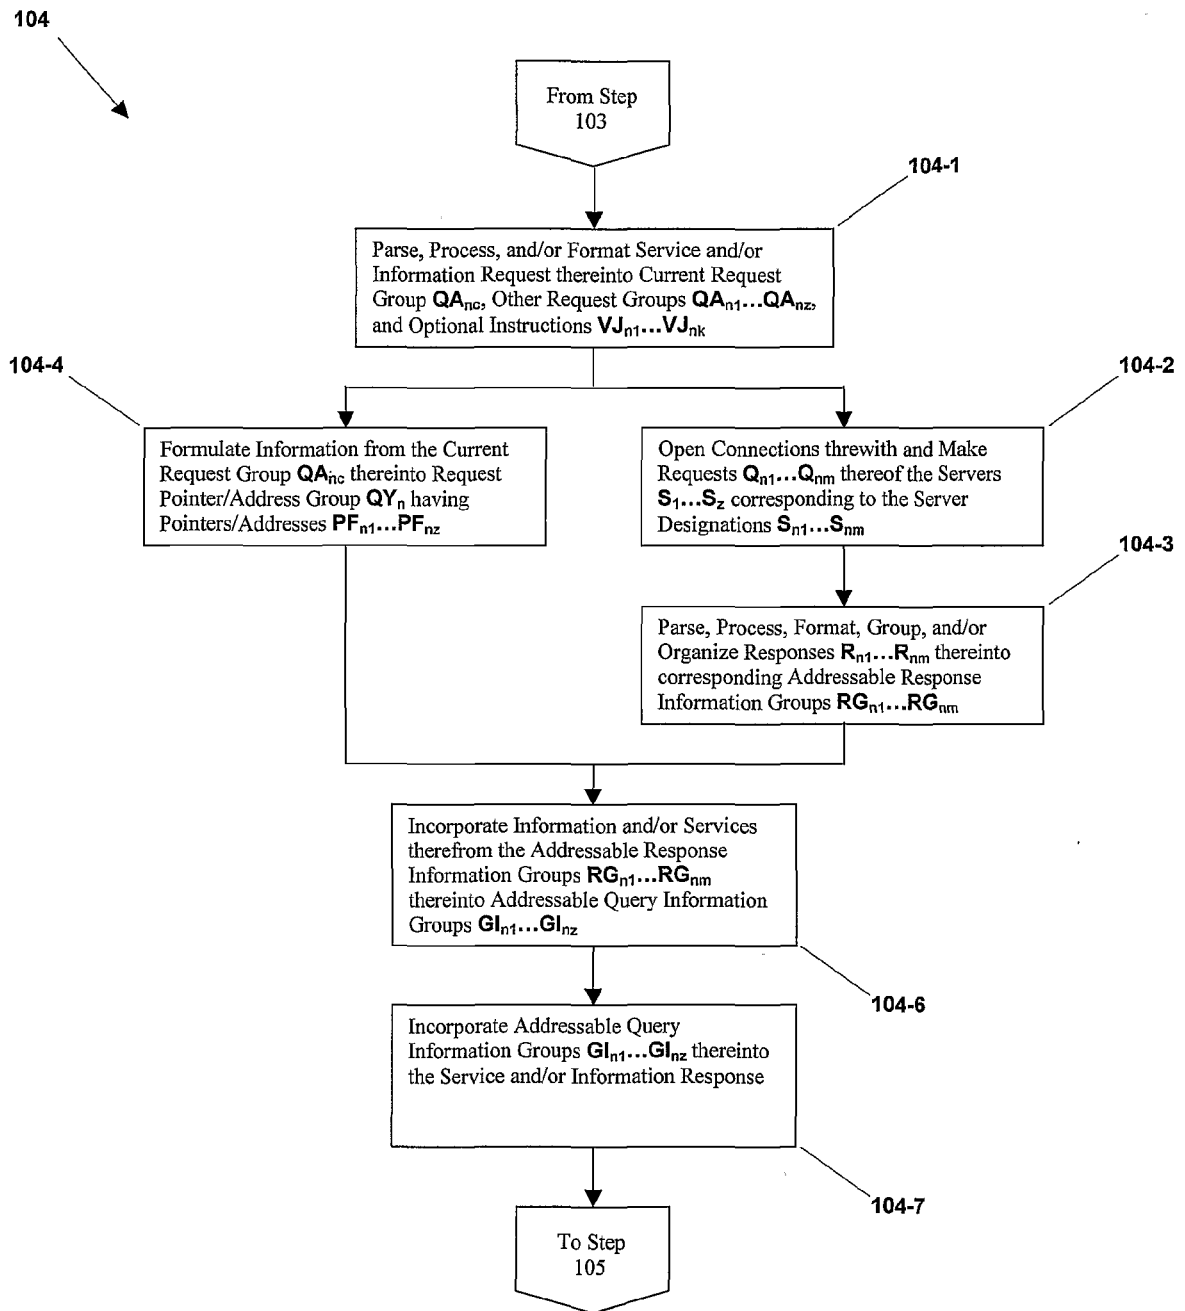 104
From Step
103
104-1
Parse, Process, and/or Format Service and/or
Information Request thereinto Current Request
Group QAnc, Other Request Groups QAn1...QAnz,
and Optional Instructions VJn1...VJnk
104-4
104-2
Formulate Information from the Current
Request Group QAnc thereinto Request
Pointer/Address Group QYn having
Pointers/Addresses PFn1...PFnz
Open Connections threwith and Make
Requests Qn1...Qnm thereof the Servers
S1...Sz corresponding to the Server
Designations Sn1...Snm
104-3
Parse, Process, Format, Group, and/or
Organize Responses Rn1...Rnm thereinto
corresponding Addressable Response
Information Groups RGn1...RGnm
Incorporate Information and/or Services
therefrom the Addressable Response
Information Groups RGn1...RGnm
thereinto Addressable Query Information
Groups GIn1...GInz
104-6
Incorporate Addressable Query
Information Groups GIn1...GInz thereinto
the Service and/or Information Response
104-7
To Step
105